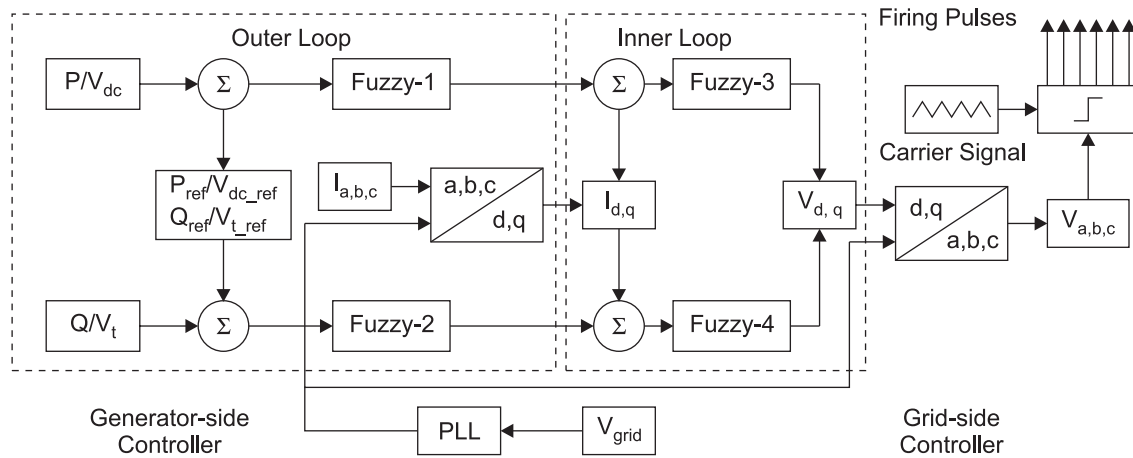 Outer Loop
Inner Loop
Firing Pulses
P/V_dc
Σ
Fuzzy-1
Σ
Fuzzy-3
Carrier Signal
P_ref/V_dc_ref
Q_ref/V_t_ref
I_a,b,c
a,b,c
d,q
I_d,q
V_d, q
d,q
a,b,c
V_a,b,c
Q/V_t
Σ
Fuzzy-2
Σ
Fuzzy-4
Generator-side
Controller
PLL
V_grid
Grid-side
Controller